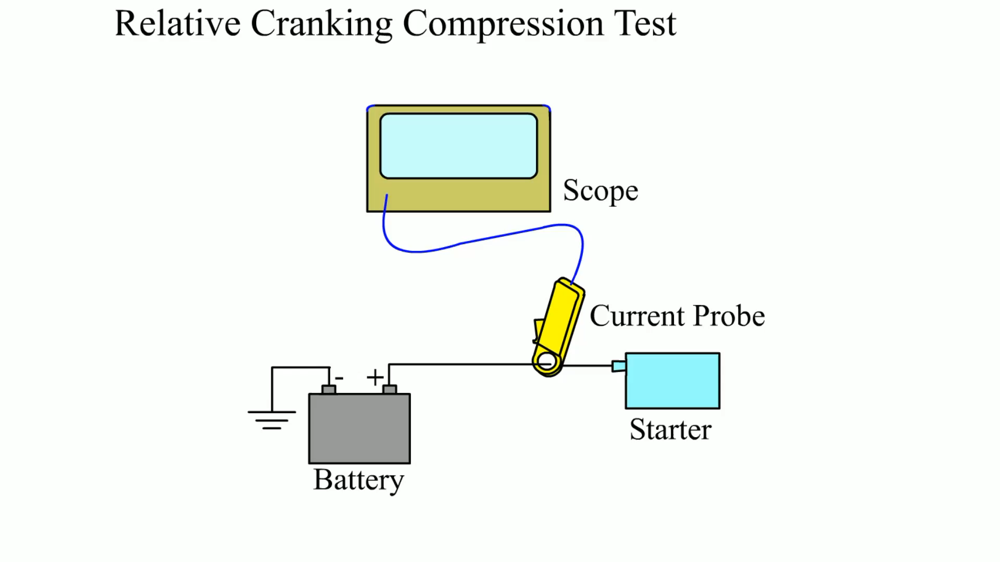 Relative Cranking Compression Test
Scope
Current Probe
- +
Starter
Battery